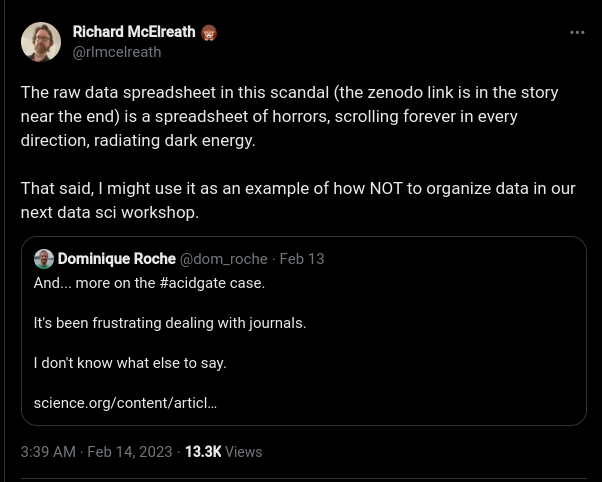 Richard McElreath
@rlmcelreath
The raw data spreadsheet in this scandal (the zenodo link is in the story
near the end) is a spreadsheet of horrors, scrolling forever in every
direction, radiating dark energy.
That said, I might use it as an example of how NOT to organize data in our
next data sci workshop.
Dominique Roche @dom_roche · Feb 13
And... more on the #acidgate case.
It's been frustrating dealing with journals.
I don't know what else to say.
science.org/content/articl...
3:39 AM · Feb 14, 2023 · 13.3K Views